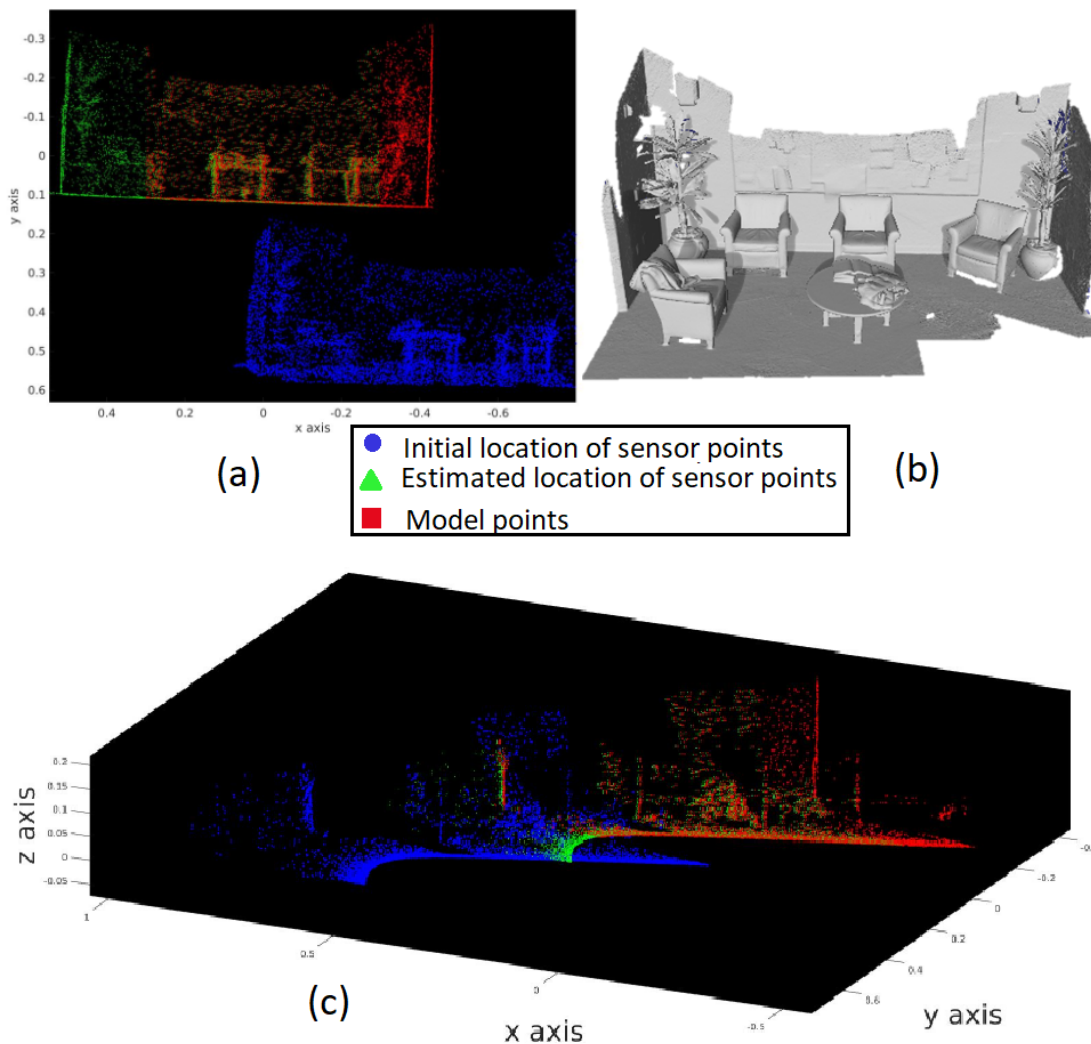 -0.3
-0.2
-0.1
0
0.1
0.2
0.3
0.4
0.5
0.6
y axis
0.4 0.2 0 -0.2 -0.4 -0.6
x axis
(a)
(b)
Initial location of sensor points
Estimated location of sensor points
Model points
0.2
0.15
0.1
0.05
0
-0.05
z axis
1
0.5
0
-0.5
x axis
-0.2
0
0.2
0.4
0.6
y axis
(c)